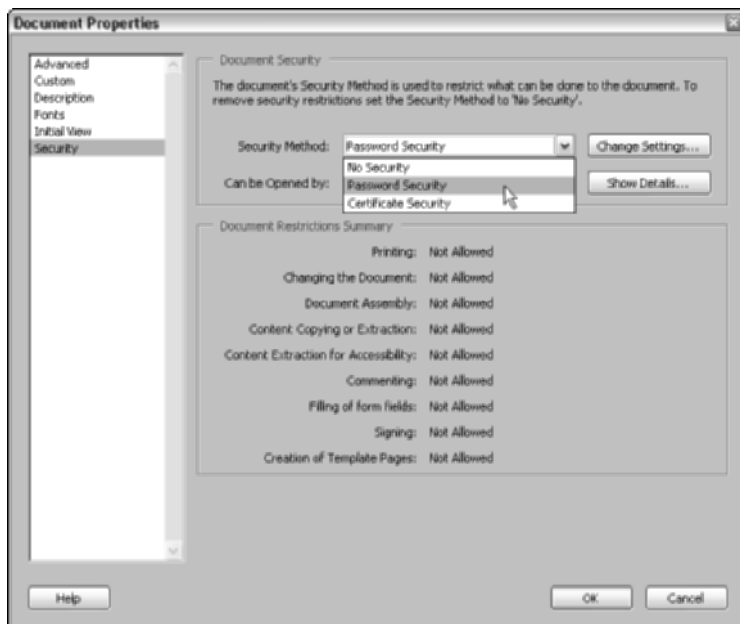 Document Properties
Advanced
Custom
Description
Fonts
Initial View
Security
Document Security
The document's Security Method is used to restrict what can be done to the document. To
remove security restrictions set the Security Method to 'No Security'.
Security Method: Password Security Change Settings...
No Security
Can be Opened by: Password Security Show Details...
Certificate Security
Document Restrictions Summary
Printing: Not Allowed
Changing the Document: Not Allowed
Document Assembly: Not Allowed
Content Copying or Extraction: Not Allowed
Content Extraction for Accessibility: Not Allowed
Commenting: Not Allowed
Filling of form fields: Not Allowed
Signing: Not Allowed
Creation of Template Pages: Not Allowed
Help OK Cancel